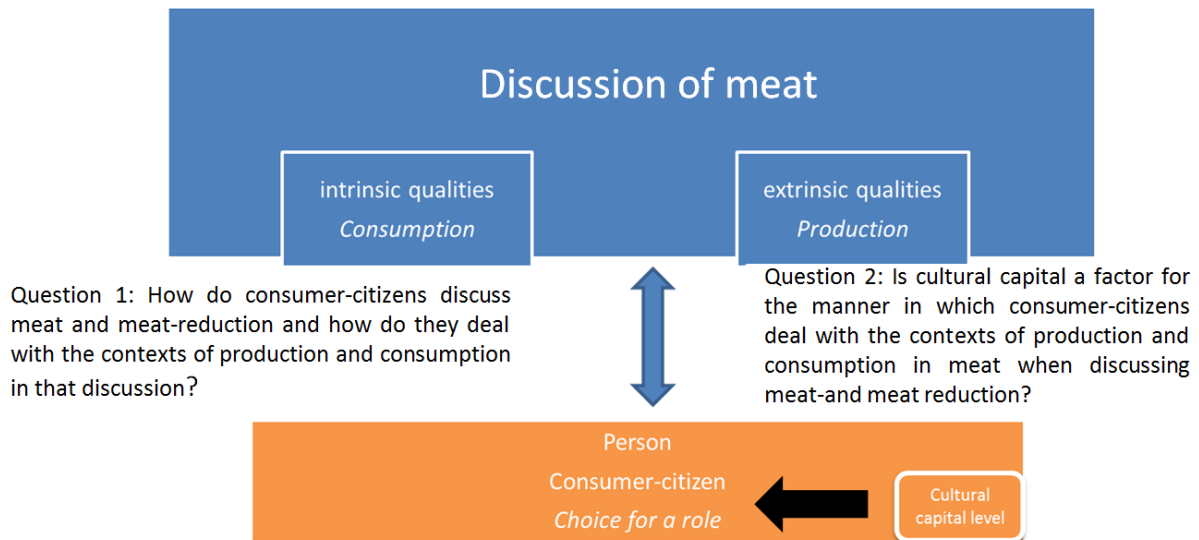 Discussion of meat
intrinsic qualities
Consumption
extrinsic qualities
Production
Question 1: How do consumer-citizens discuss
meat and meat-reduction and how do they deal
with the contexts of production and consumption
in that discussion?
Question 2: Is cultural capital a factor for
the manner in which consumer-citizens
deal with the contexts of production and
consumption in meat when discussing
meat-and meat reduction?
Person
Consumer-citizen
Choice for a role
Cultural
capital level